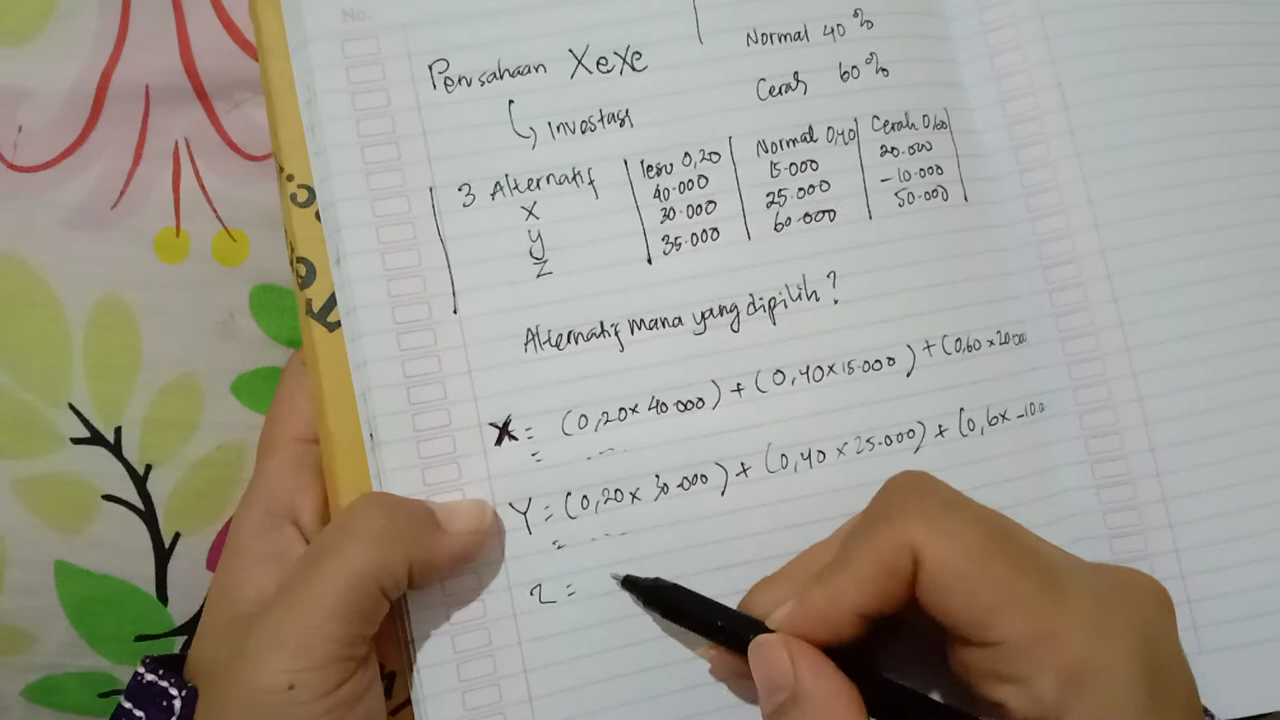 No.
Normal 40%
Perusahaan XeXe
Cerah 60%
Investasi
3 Alternatif lesu 0,20 Normal 0,40 Cerah 0,60
X 40.000 15.000 20.000
Y 30.000 25.000 -10.000
Z 35.000 60.000 50.000
Alternatif mana yang dipilih?
X = (0,20 x 40.000) + (0,40 x 15.000) + (0,60 x 20.000
= ....
Y = (0,20 x 30.000) + (0,40 x 25.000) + (0,6 x -10.0
= ....
Z =